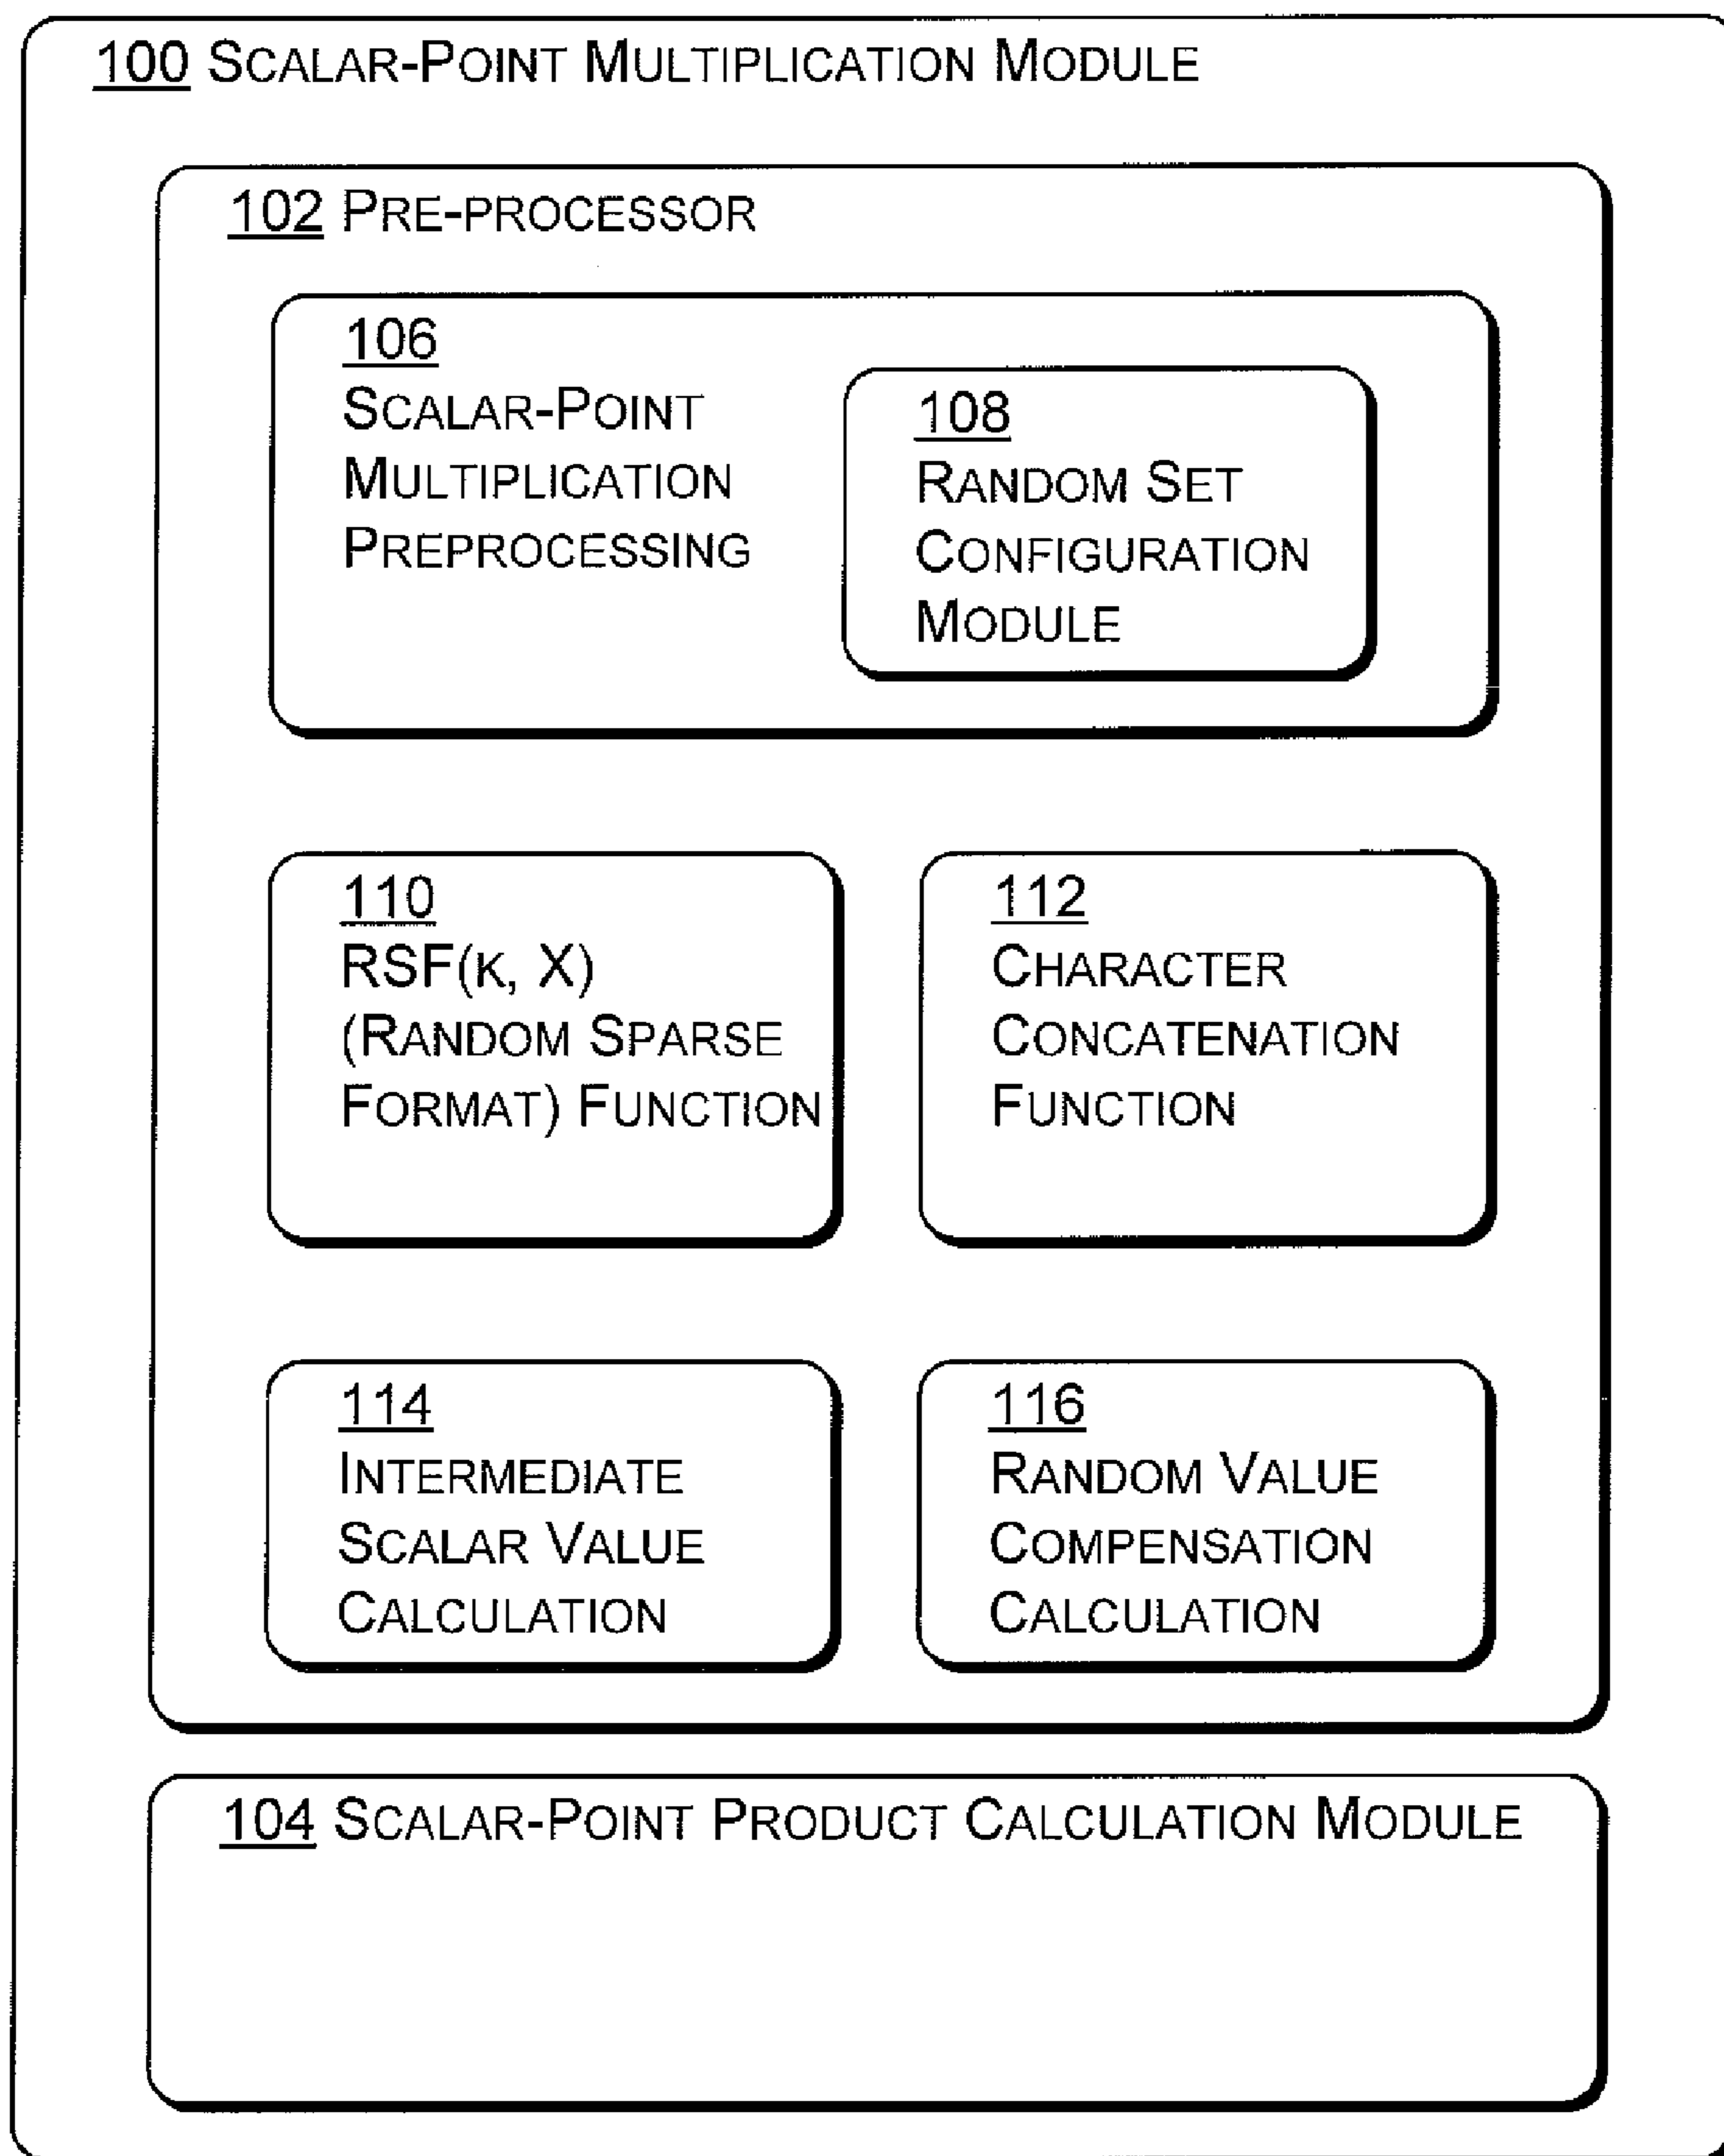 100 SCALAR-POINT MULTIPLICATION MODULE
102 PRE-PROCESSOR
106
SCALAR-POINT
MULTIPLICATION
PREPROCESSING
108
RANDOM SET
CONFIGURATION
MODULE
110
RSF(K, X)
(RANDOM SPARSE
FORMAT) FUNCTION
112
CHARACTER
CONCATENATION
FUNCTION
114
INTERMEDIATE
SCALAR VALUE
CALCULATION
116
RANDOM VALUE
COMPENSATION
CALCULATION
104 SCALAR-POINT PRODUCT CALCULATION MODULE